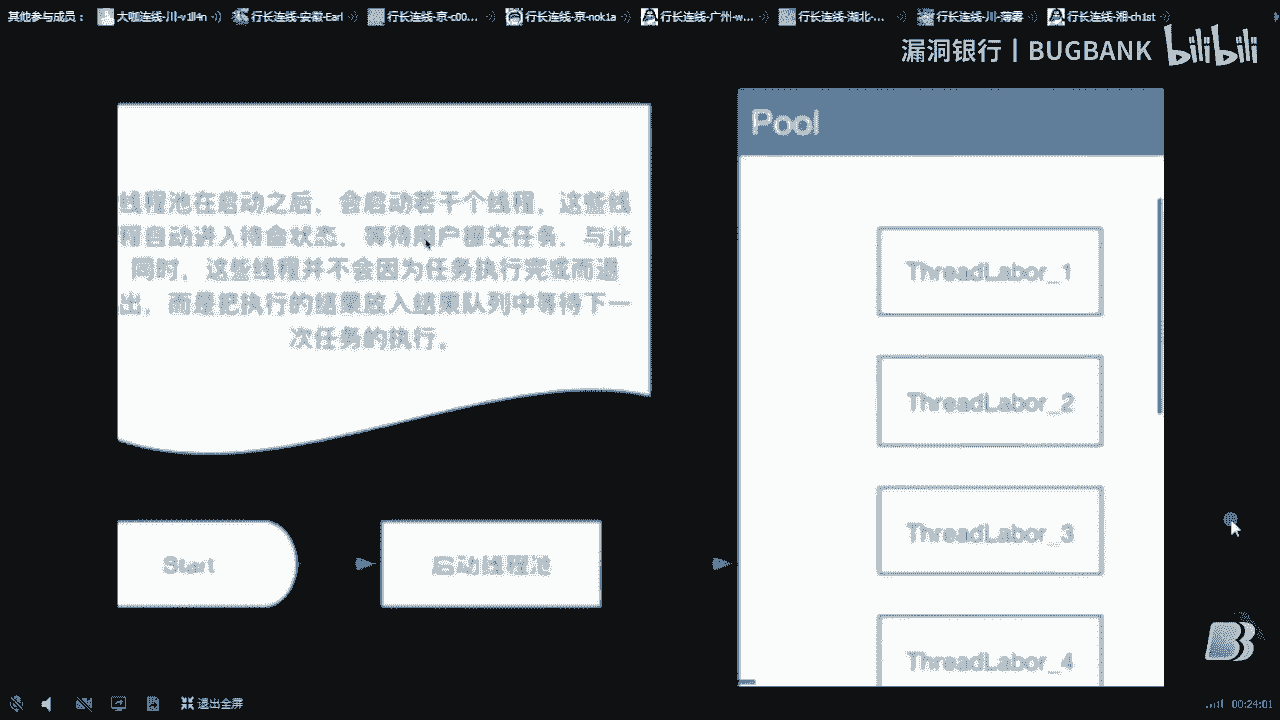 其他参与成员：
大咖连线-川-v1ll4n
行长连线-安徽-Earl
行长连线-京-c00...
行长连线-京-nok1a
行长连线-广州-w...
行长连线-湖北-...
行长连线-川-薄雾
行长连线-湘-ch1st
漏洞银行 | BUGBANK
bilibili
Pool
线程池在启动之后，会启动若干个线程，这些线
程自动进入待命状态，等待用户提交任务，与此
同时，这些线程并不会因为任务执行完成而退
出，而是把执行的结果放入结果队列中等待下一
次任务的执行。
ThreadLabor_1
ThreadLabor_2
ThreadLabor_3
ThreadLabor_4
Start
启动线程池
退出全屏
00:24:01